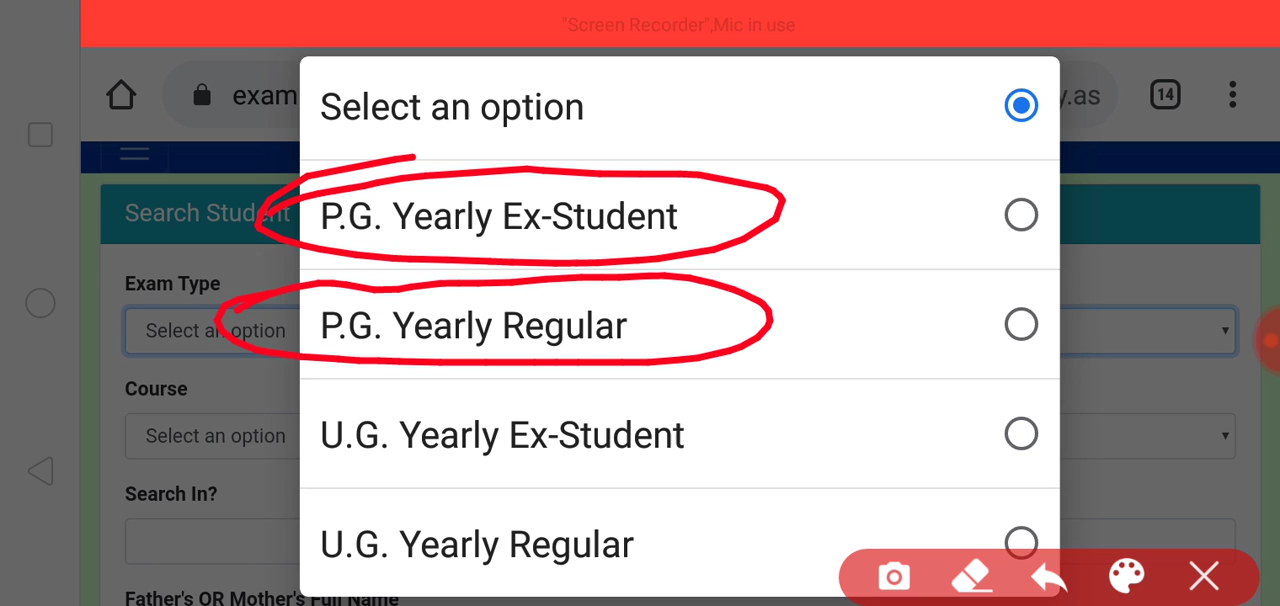 "Screen Recorder",Mic in use
exam
y.as
14
Select an option
Search Student
P.G. Yearly Ex-Student
Exam Type
Select an option
P.G. Yearly Regular
Course
Select an option
U.G. Yearly Ex-Student
Search In?
U.G. Yearly Regular
Father's OR Mother's Full Name